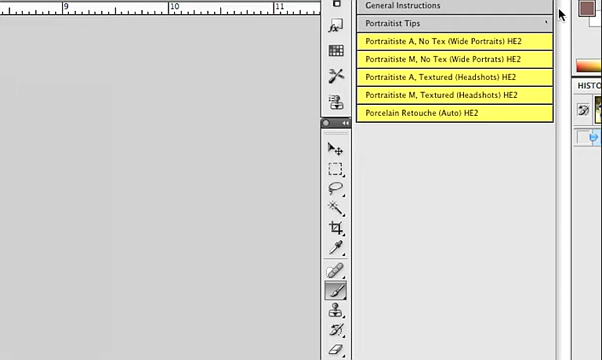 9
10
11
General Instructions
Portraitist Tips
Portraitiste A, No Tex (Wide Portraits) HE2
Portraitiste M, No Tex (Wide Portrats) HE2
Portraitiste A, Textured (Headshots) HE2
Portraitiste M, Textured (Headshots) HE2
Porcelain Retouche (Auto) HE2
HISTO